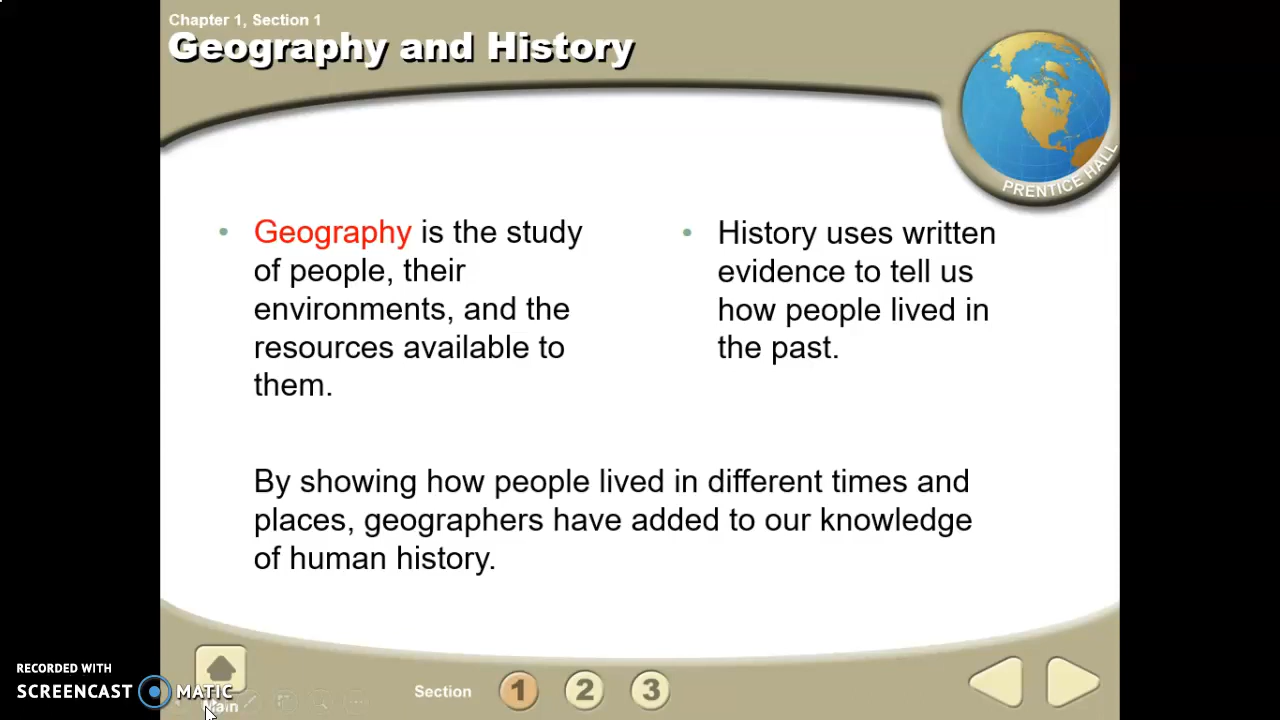 Chapter 1, Section 1
Geography and History
PRENTICE HALL
• Geography is the study
of people, their
environments, and the
resources available to
them.
• History uses written
evidence to tell us
how people lived in
the past.
By showing how people lived in different times and
places, geographers have added to our knowledge
of human history.
RECORDED WITH
SCREENCAST MATIC
Main
Section 1 2 3